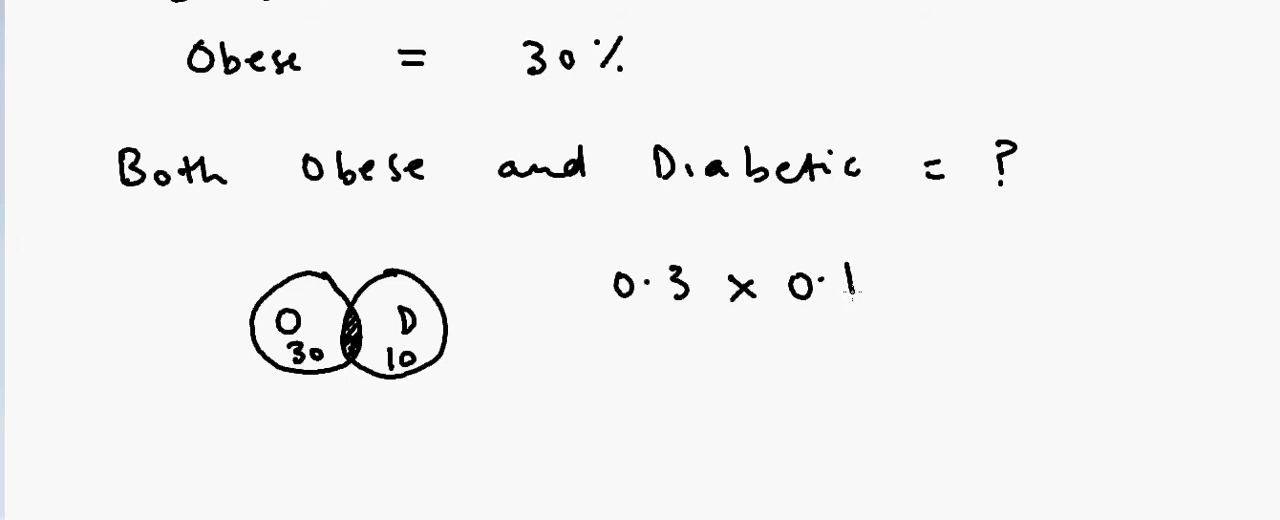 Obese = 30%
Both Obese and Diabetic = ?
0.3 x 0.1
O D
30 10